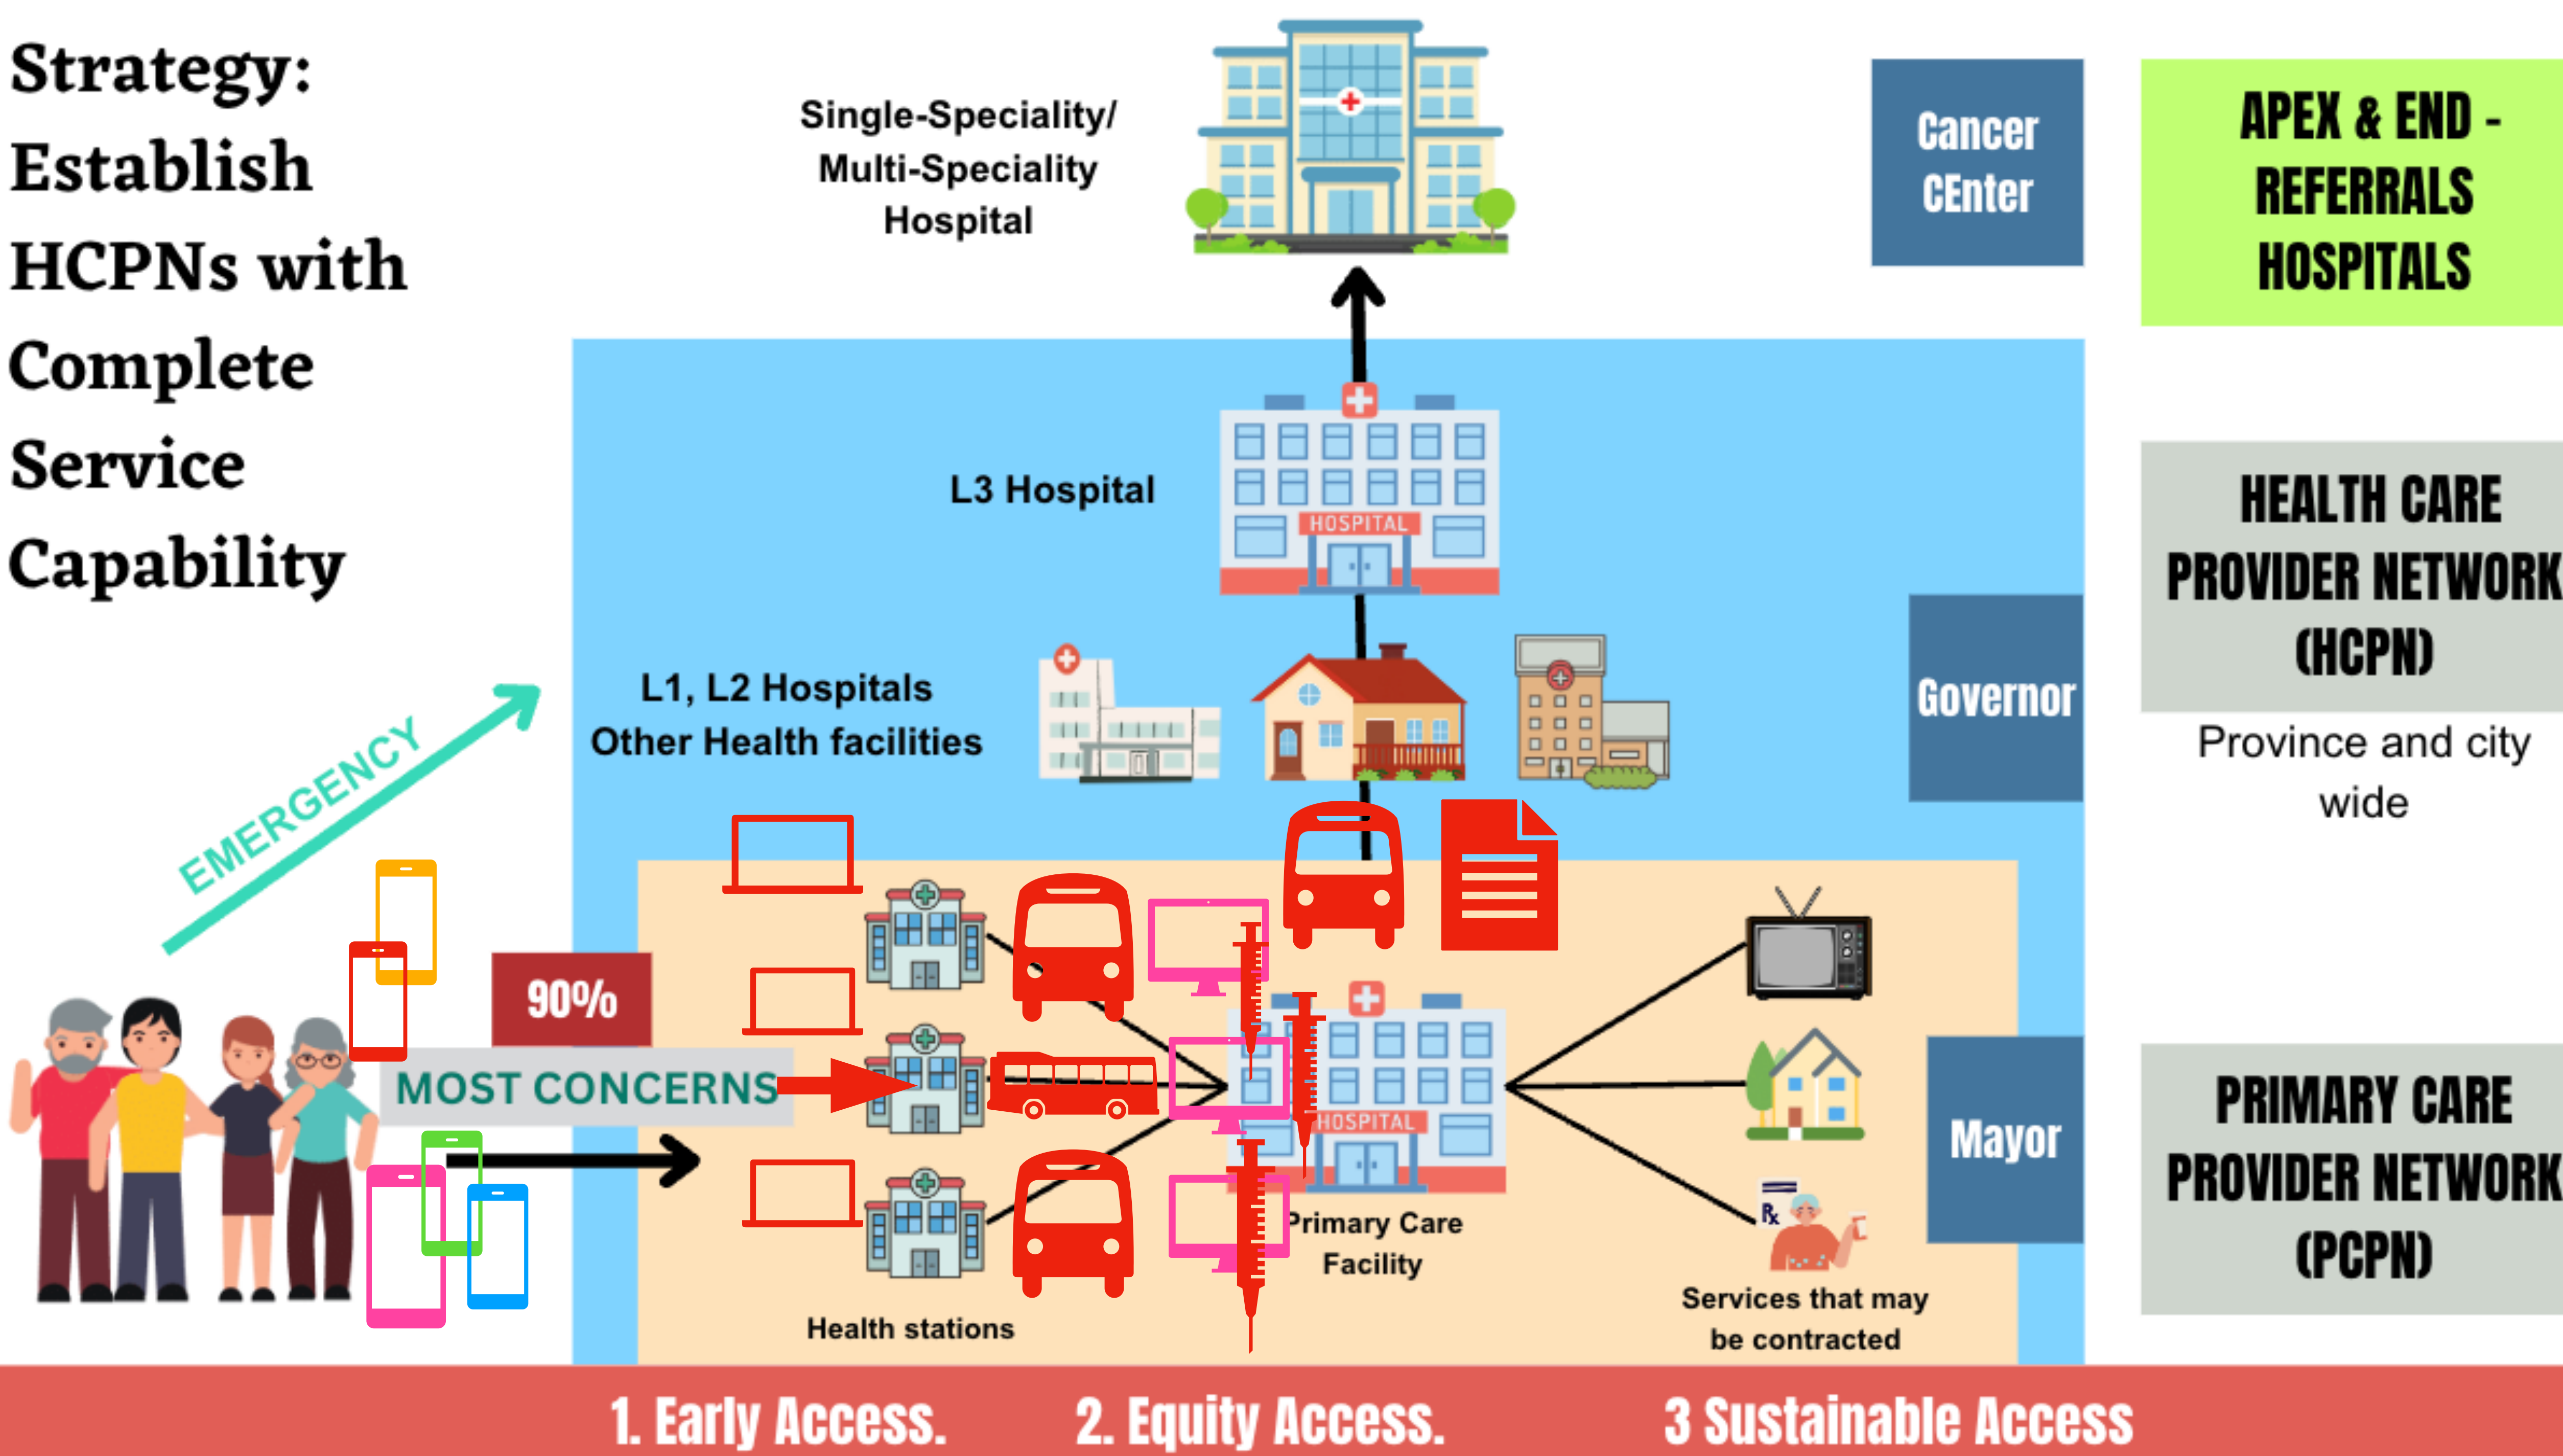 Strategy:
Establish
HCPNs with
Complete
Service
Capability
Single-Speciality/
Multi-Speciality
Hospital
Cancer
CEnter
APEX & END -
REFERRALS
HOSPITALS
L3 Hospital
HOSPITAL
HEALTH CARE
PROVIDER NETWORK
(HCPN)
Province and city
wide
L1, L2 Hospitals
Other Health facilities
Governor
EMERGENCY
90%
MOST CONCERNS
HOSPITAL
Primary Care
Facility
Health stations
Rx
Services that may
be contracted
Mayor
PRIMARY CARE
PROVIDER NETWORK
(PCPN)
1. Early Access.
2. Equity Access.
3 Sustainable Access